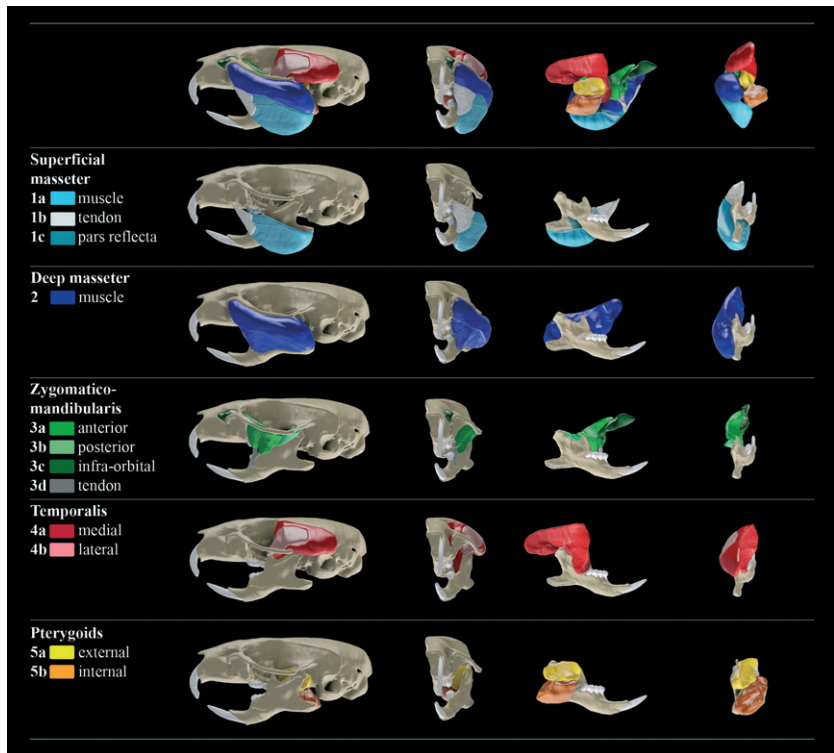 Superficial
masseter
1a muscle
1b tendon
1c pars reflecta
Deep masseter
2 muscle
Zygomatico-
mandibularis
3a anterior
3b posterior
3c infra-orbital
3d tendon
Temporalis
4a medial
4b lateral
Pterygoids
5a external
5b internal